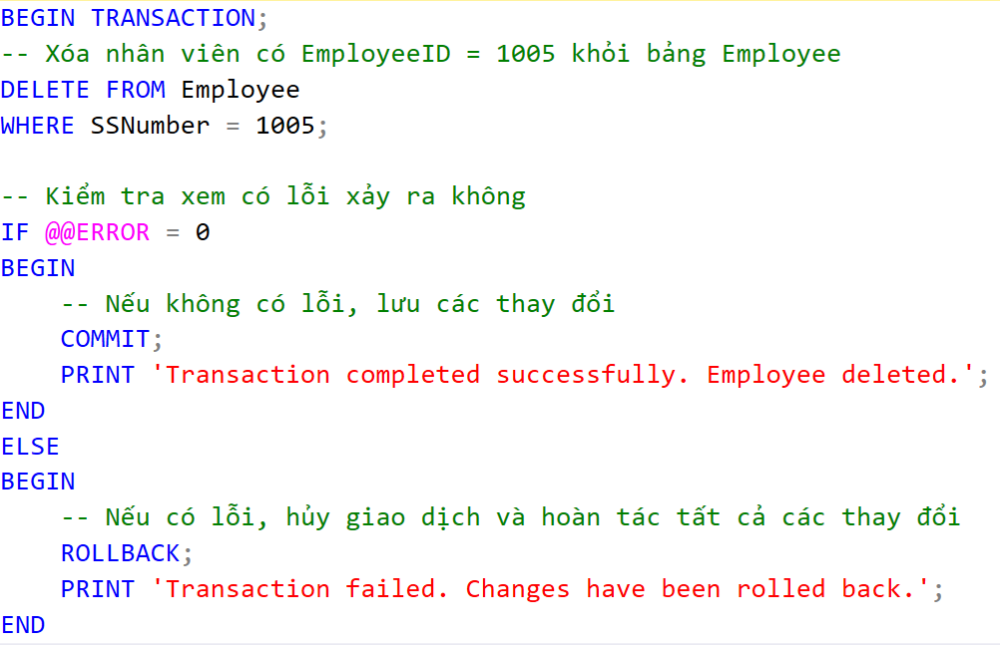 BEGIN TRANSACTION;
-- Xóa nhân viên có EmployeeID = 1005 khỏi bảng Employee
DELETE FROM Employee
WHERE SSNumber = 1005;

-- Kiểm tra xem có lỗi xảy ra không
IF @@ERROR = 0
BEGIN
    -- Nếu không có lỗi, lưu các thay đổi
    COMMIT;
    PRINT 'Transaction completed successfully. Employee deleted.';
END
ELSE
BEGIN
    -- Nếu có lỗi, hủy giao dịch và hoàn tác tất cả các thay đổi
    ROLLBACK;
    PRINT 'Transaction failed. Changes have been rolled back.';
END